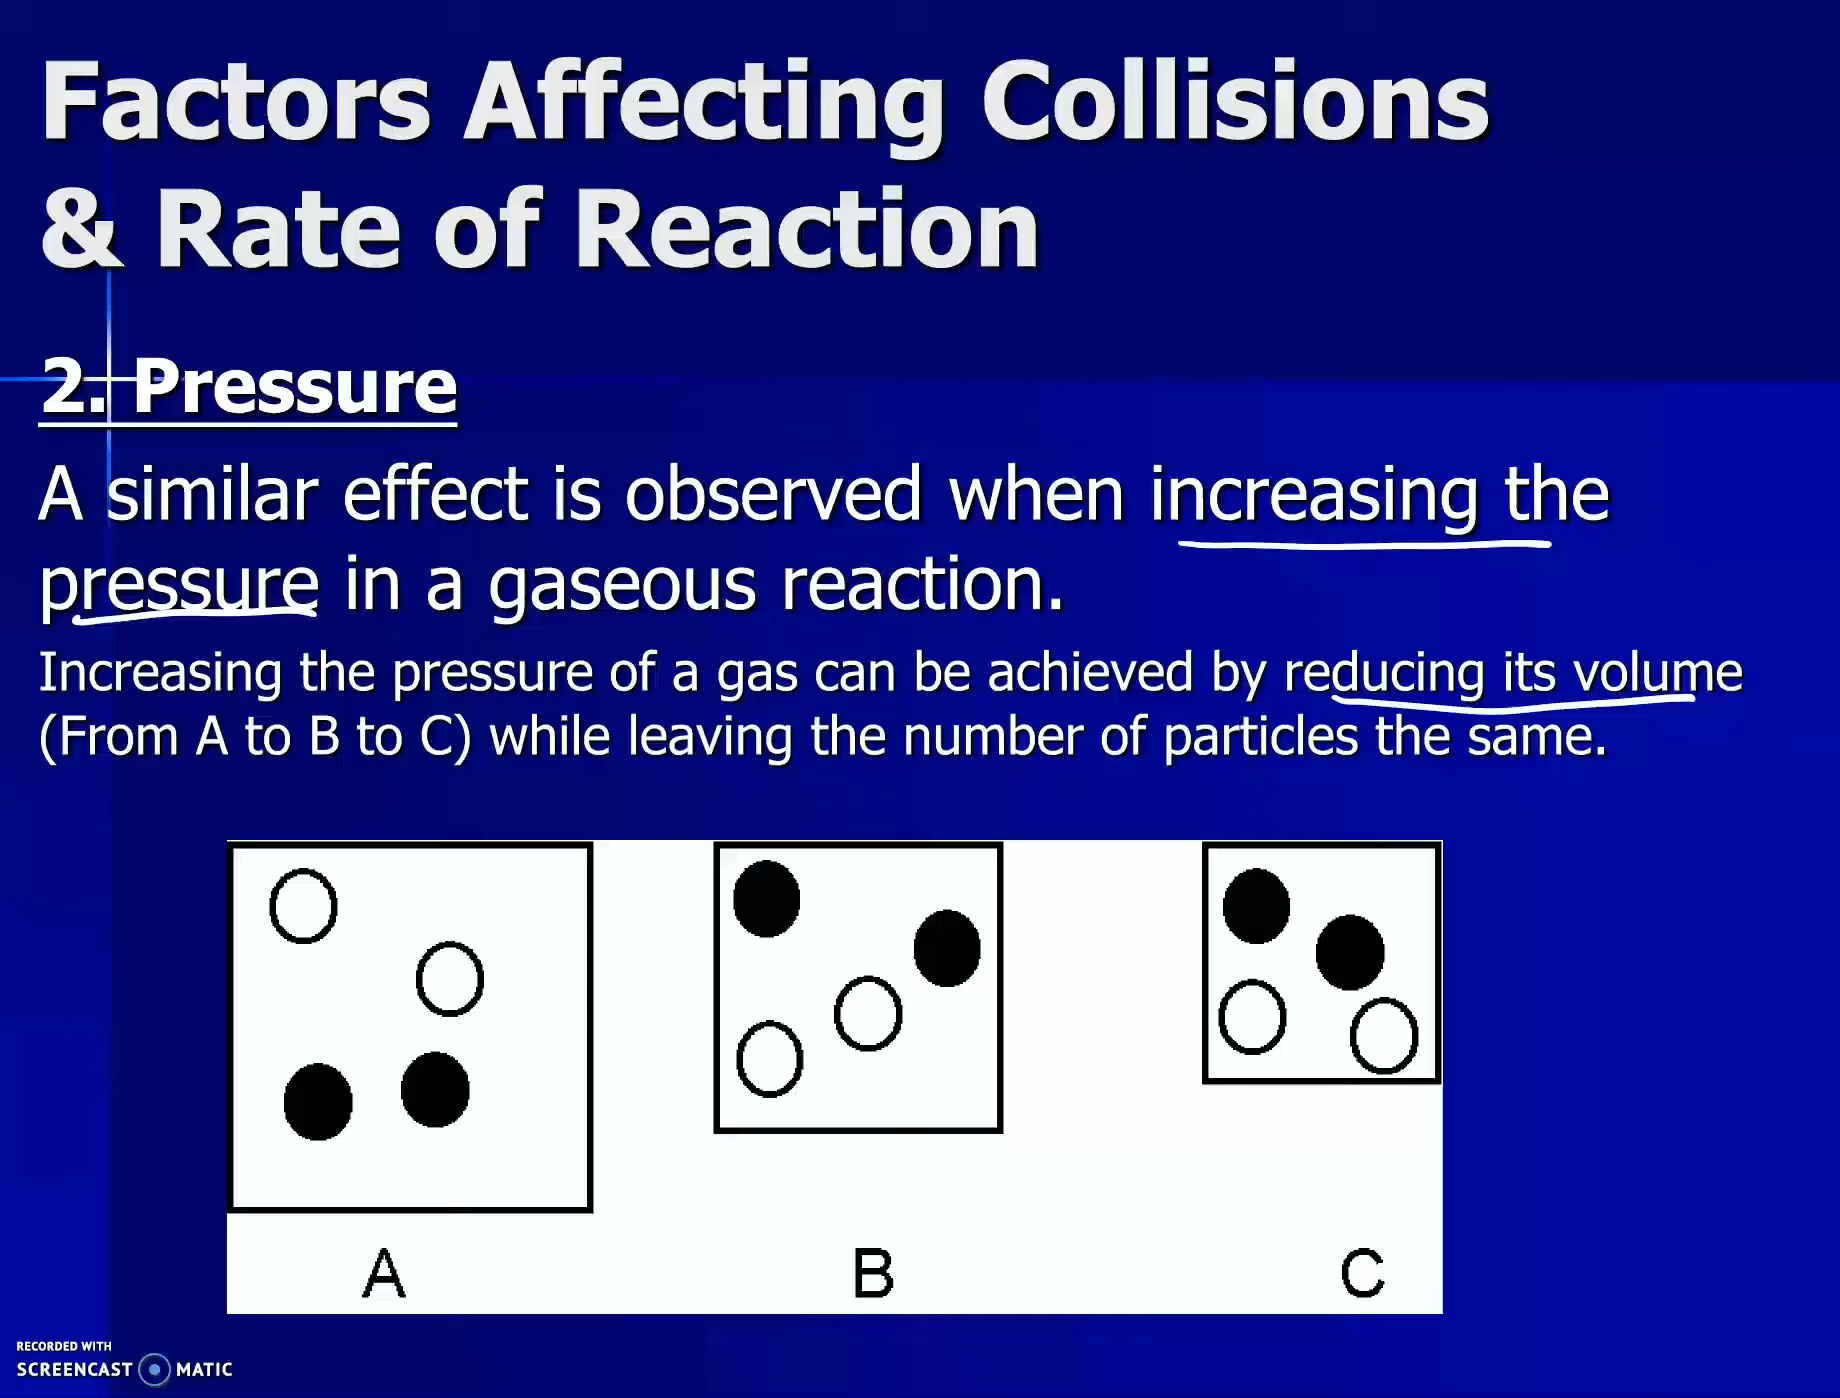 Factors Affecting Collisions
& Rate of Reaction
2. Pressure
A similar effect is observed when increasing the
pressure in a gaseous reaction.
Increasing the pressure of a gas can be achieved by reducing its volume
(From A to B to C) while leaving the number of particles the same.
A B C
RECORDED WITH
SCREENCAST MATIC